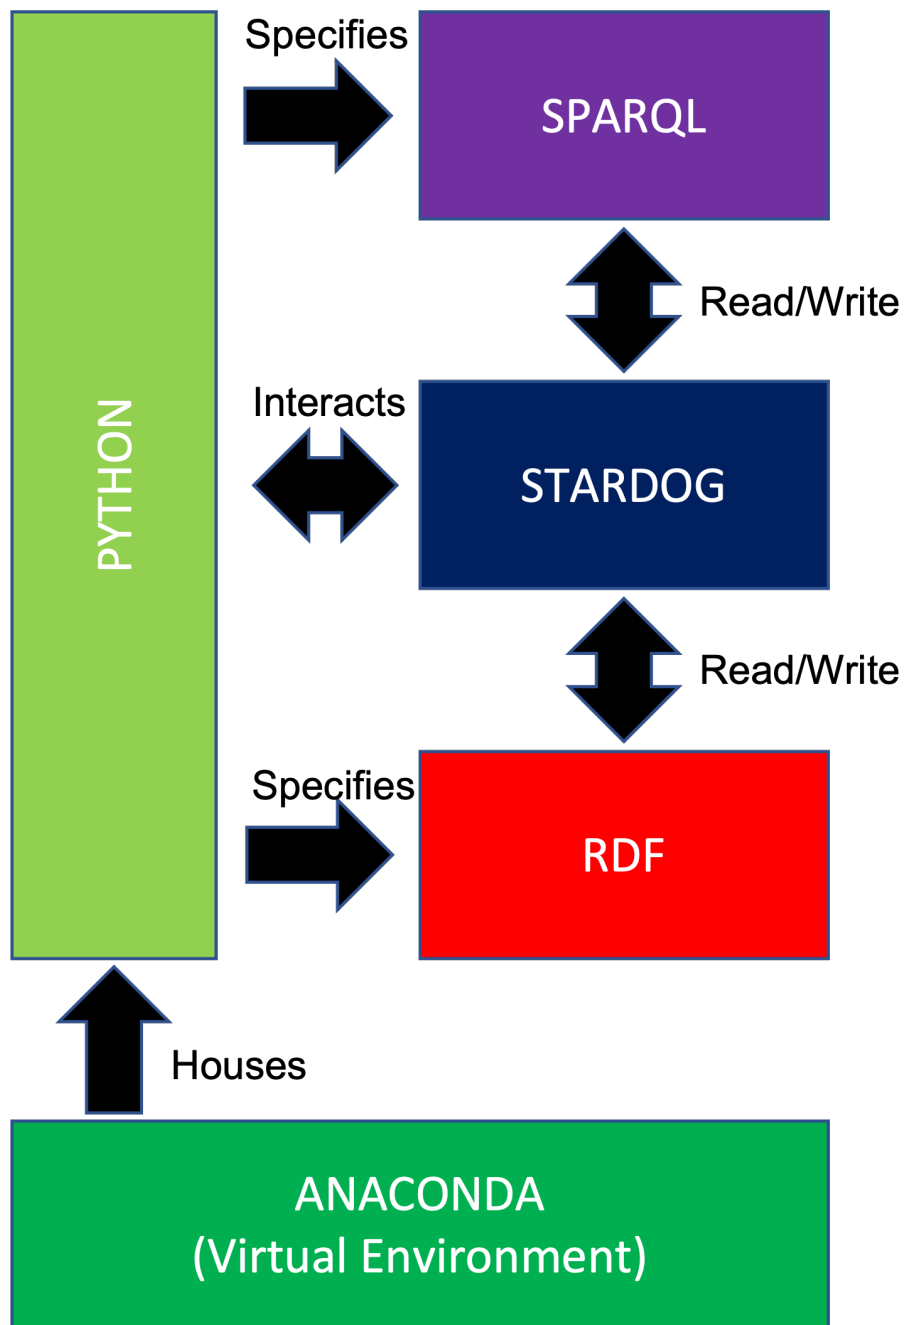 Specifies
SPARQL
Read/Write
Interacts
PYTHON
STARDOG
Read/Write
Specifies
RDF
Houses
ANACONDA
(Virtual Environment)